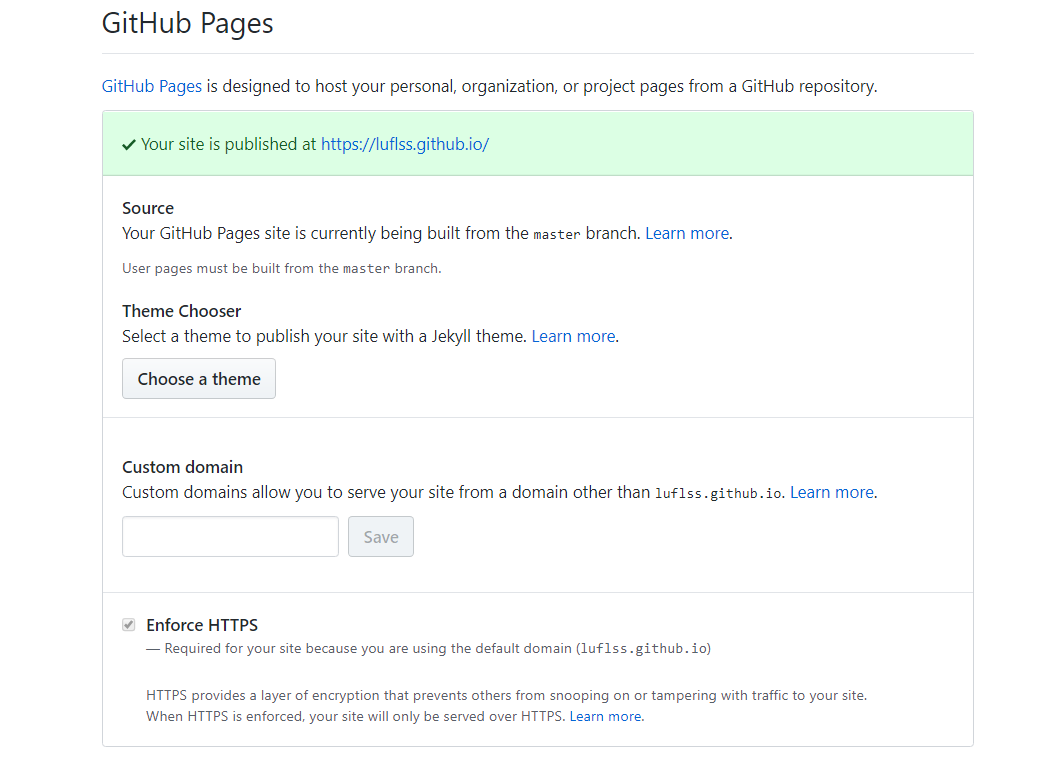 GitHub Pages
GitHub Pages is designed to host your personal, organization, or project pages from a GitHub repository.
Your site is published at https://luflss.github.io/
Source
Your GitHub Pages site is currently being built from the master branch. Learn more.
User pages must be built from the master branch.
Theme Chooser
Select a theme to publish your site with a Jekyll theme. Learn more.
Choose a theme
Custom domain
Custom domains allow you to serve your site from a domain other than luflss.github.io. Learn more.
Save
Enforce HTTPS
— Required for your site because you are using the default domain (luflss.github.io)
HTTPS provides a layer of encryption that prevents others from snooping on or tampering with traffic to your site.
When HTTPS is enforced, your site will only be served over HTTPS. Learn more.